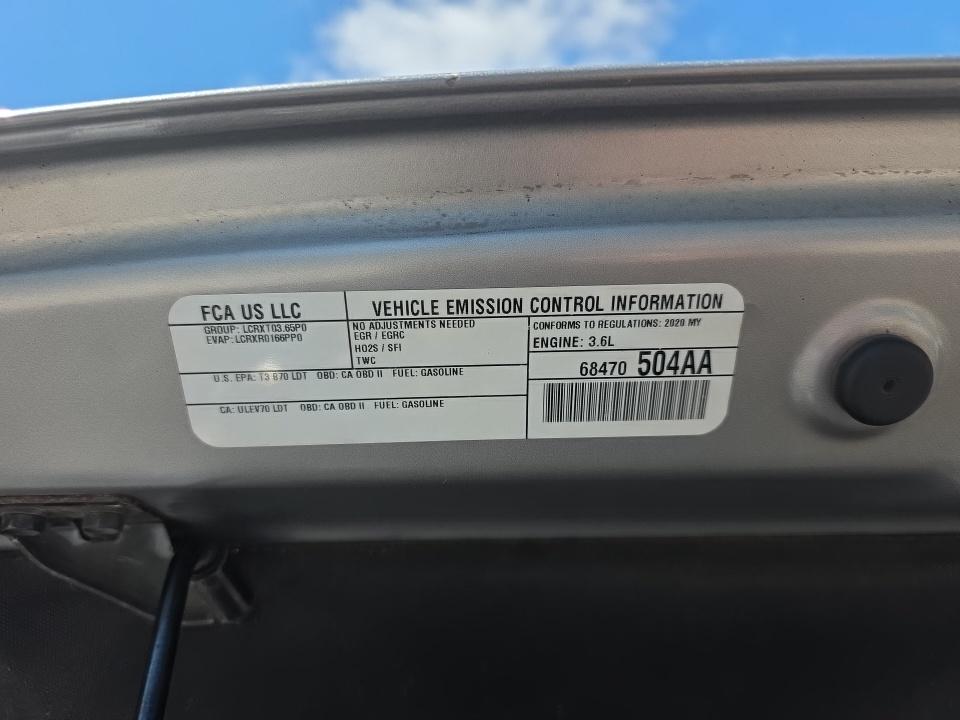 FCA US LLC
VEHICLE EMISSION CONTROL INFORMATION
GROUP: LCRXT03.65P0
EVAP: LCRXR0166PP0
NO ADJUSTMENTS NEEDED
EGR / EGRC
HO2S / SFI
TWC
CONFORMS TO REGULATIONS: 2020 MY
ENGINE: 3.6L
68470 504AA
U.S. EPA: T3 B70 LDT OBD: CA OBD II FUEL: GASOLINE
CA: ULEV70 LDT OBD: CA OBD II FUEL: GASOLINE